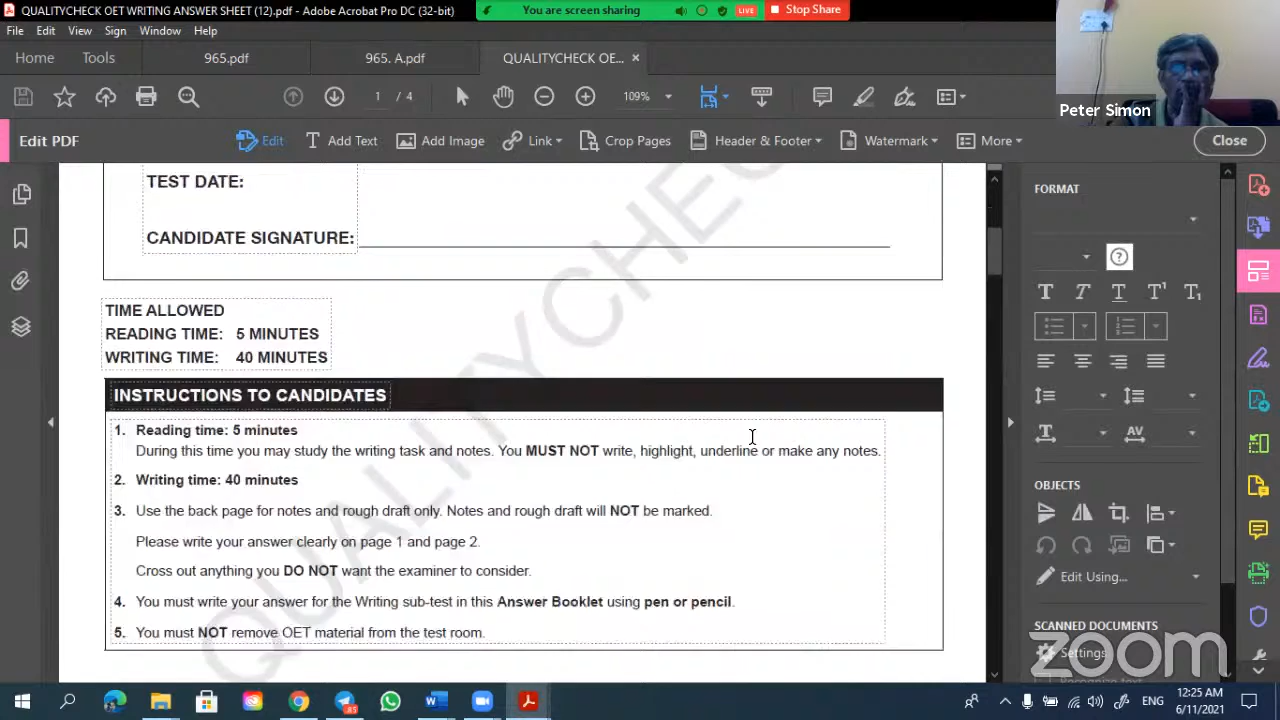 QUALITYCHECK OET WRITING ANSWER SHEET (12).pdf - Adobe Acrobat Pro DC (32-bit)
You are screen sharing
LIVE
Stop Share
File Edit View Sign Window Help
Home Tools 965.pdf 965. A.pdf QUALITYCHECK OE... ×
1 / 4 109%
Peter Simon
Edit PDF Edit Add Text Add Image Link Crop Pages Header & Footer Watermark More Close
TEST DATE:
CANDIDATE SIGNATURE:
TIME ALLOWED
READING TIME: 5 MINUTES
WRITING TIME: 40 MINUTES
INSTRUCTIONS TO CANDIDATES
1. Reading time: 5 minutes
During this time you may study the writing task and notes. You MUST NOT write, highlight, underline or make any notes.
2. Writing time: 40 minutes
3. Use the back page for notes and rough draft only. Notes and rough draft will NOT be marked.
Please write your answer clearly on page 1 and page 2.
Cross out anything you DO NOT want the examiner to consider.
4. You must write your answer for the Writing sub-test in this Answer Booklet using pen or pencil.
5. You must NOT remove OET material from the test room.
QUALITYCHEC
FORMAT
OBJECTS
Edit Using...
SCANNED DOCUMENTS
Settings
Recognize text
zoom
ENG
12:25 AM
6/11/2021